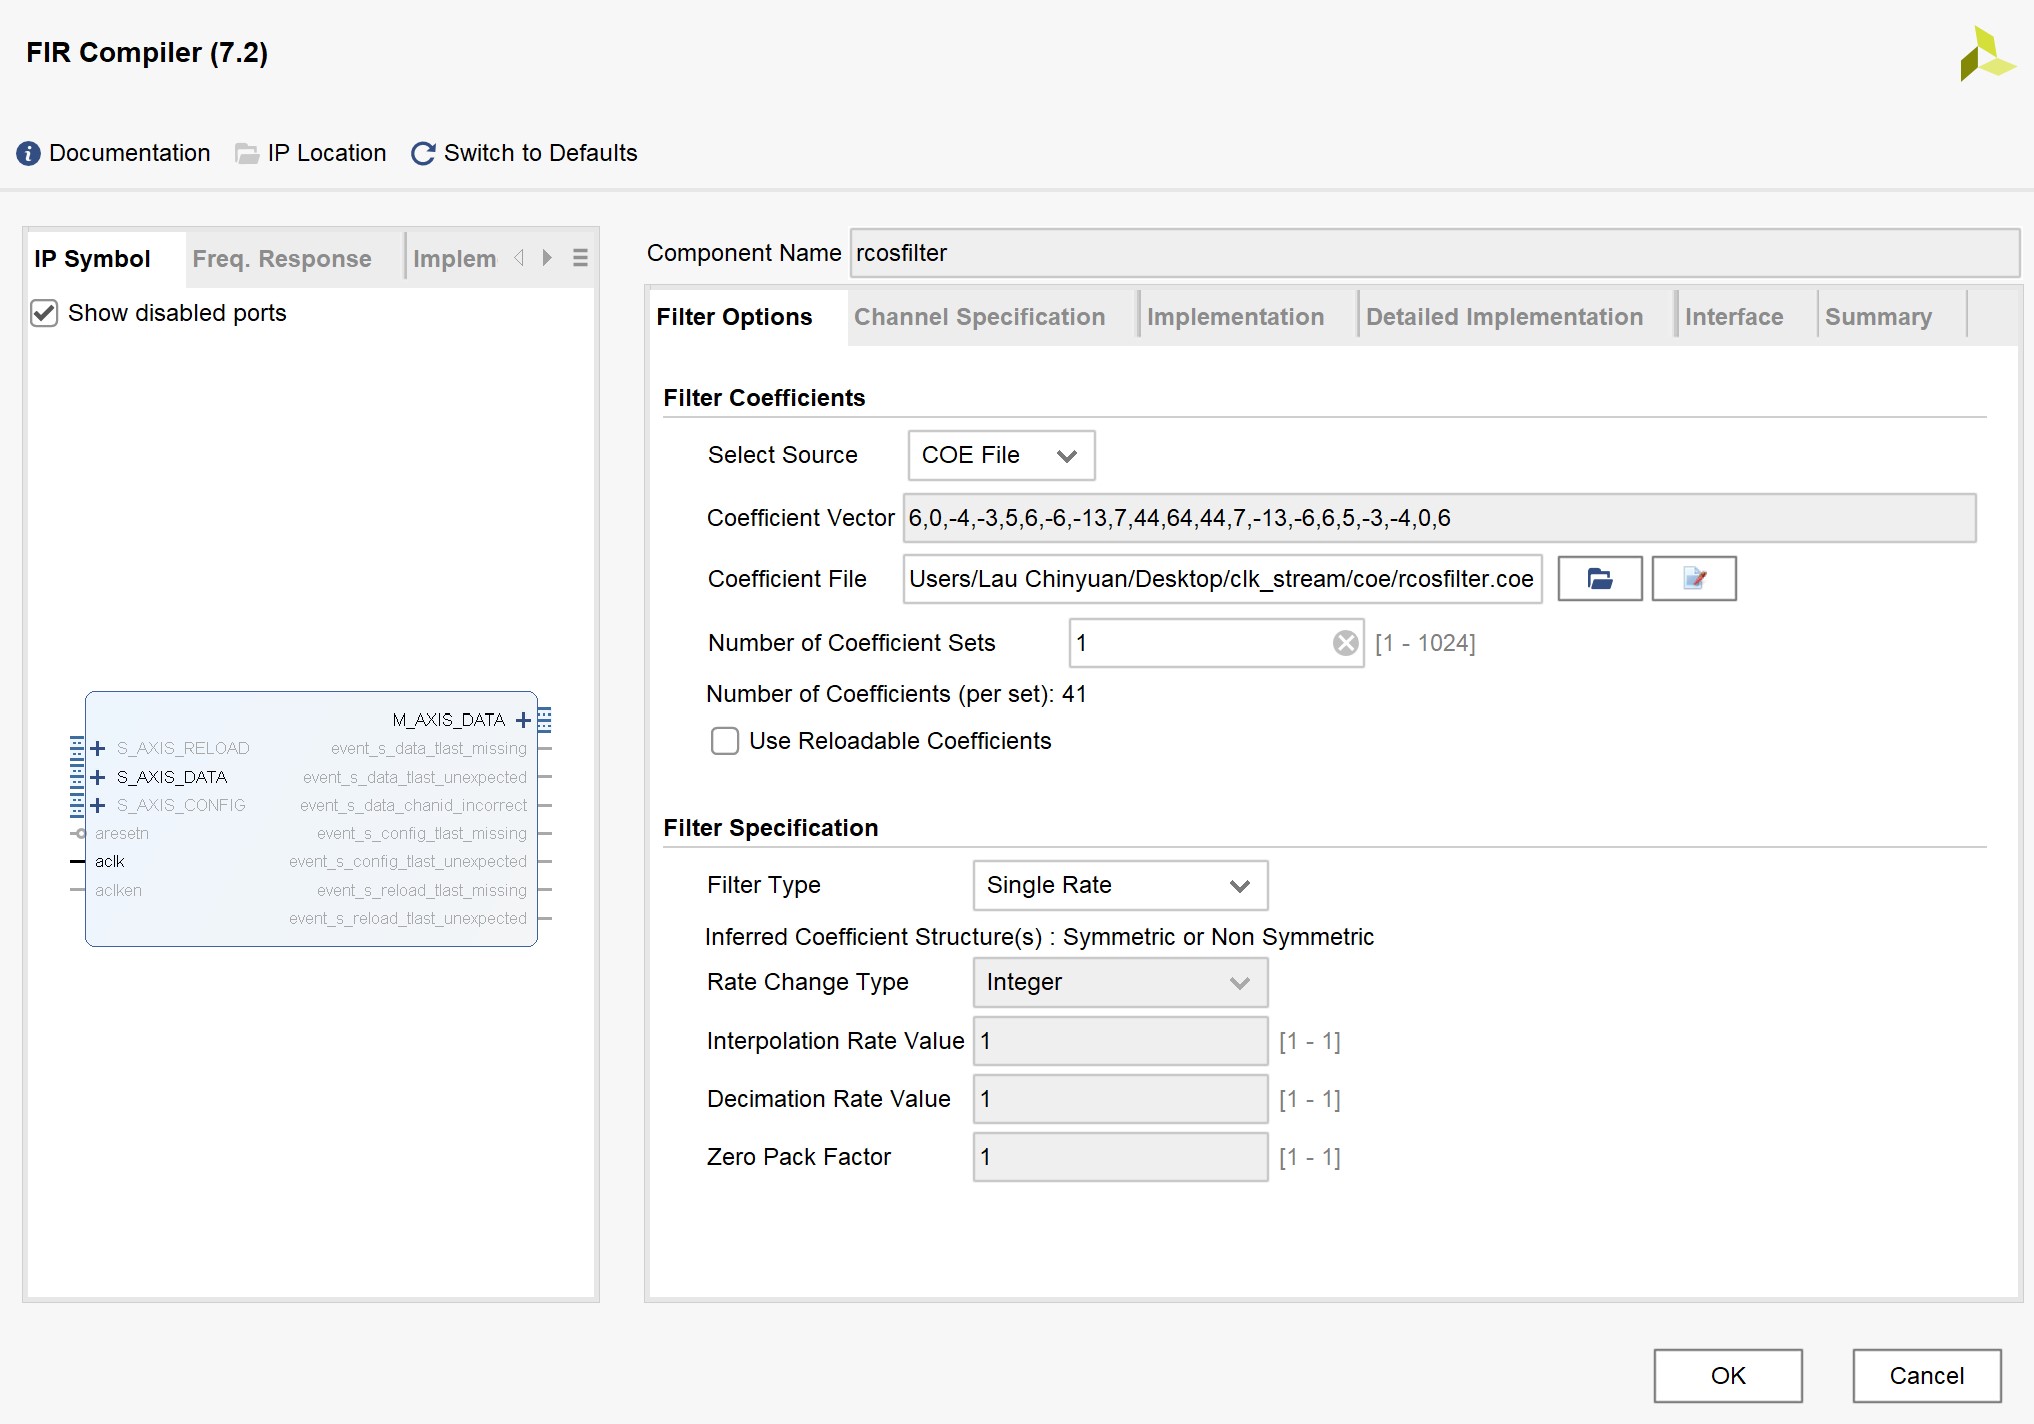 FIR Compiler (7.2)
Documentation IP Location Switch to Defaults
IP Symbol Freq. Response Implem
Show disabled ports
M_AXIS_DATA
S_AXIS_RELOAD event_s_data_tlast_missing
S_AXIS_DATA event_s_data_tlast_unexpected
S_AXIS_CONFIG event_s_data_chanid_incorrect
aresetn event_s_config_tlast_missing
aclk event_s_config_tlast_unexpected
aclken event_s_reload_tlast_missing
event_s_reload_tlast_unexpected
Component Name rcosfilter
Filter Options Channel Specification Implementation Detailed Implementation Interface Summary
Filter Coefficients
Select Source COE File
Coefficient Vector 6,0,-4,-3,5,6,-6,-13,7,44,64,44,7,-13,-6,6,5,-3,-4,0,6
Coefficient File Users/Lau Chinyuan/Desktop/clk_stream/coe/rcosfilter.coe
Number of Coefficient Sets 1 [1 - 1024]
Number of Coefficients (per set): 41
Use Reloadable Coefficients
Filter Specification
Filter Type Single Rate
Inferred Coefficient Structure(s) : Symmetric or Non Symmetric
Rate Change Type Integer
Interpolation Rate Value 1 [1 - 1]
Decimation Rate Value 1 [1 - 1]
Zero Pack Factor 1 [1 - 1]
OK Cancel